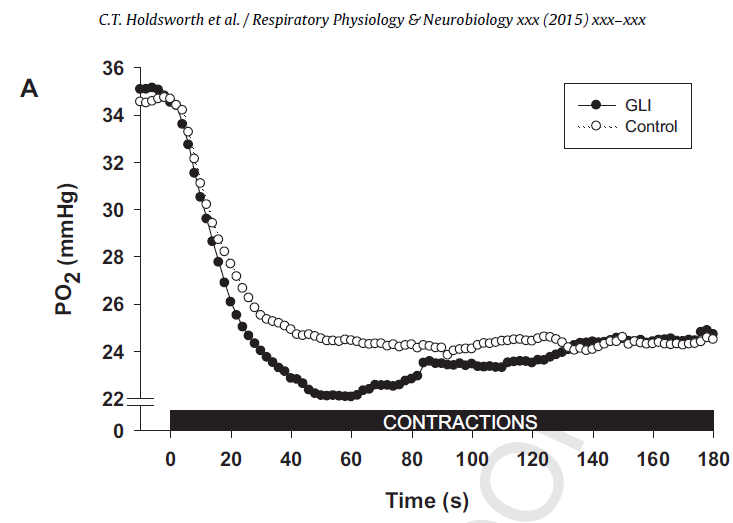 C.T. Holdsworth et al. / Respiratory Physiology & Neurobiology xxx (2015) xxx–xxx
A
36
34
32
30
28
26
24
22
0
PO2 (mmHg)
GLI
Control
CONTRACTIONS
0 20 40 60 80 100 120 140 160 180
Time (s)